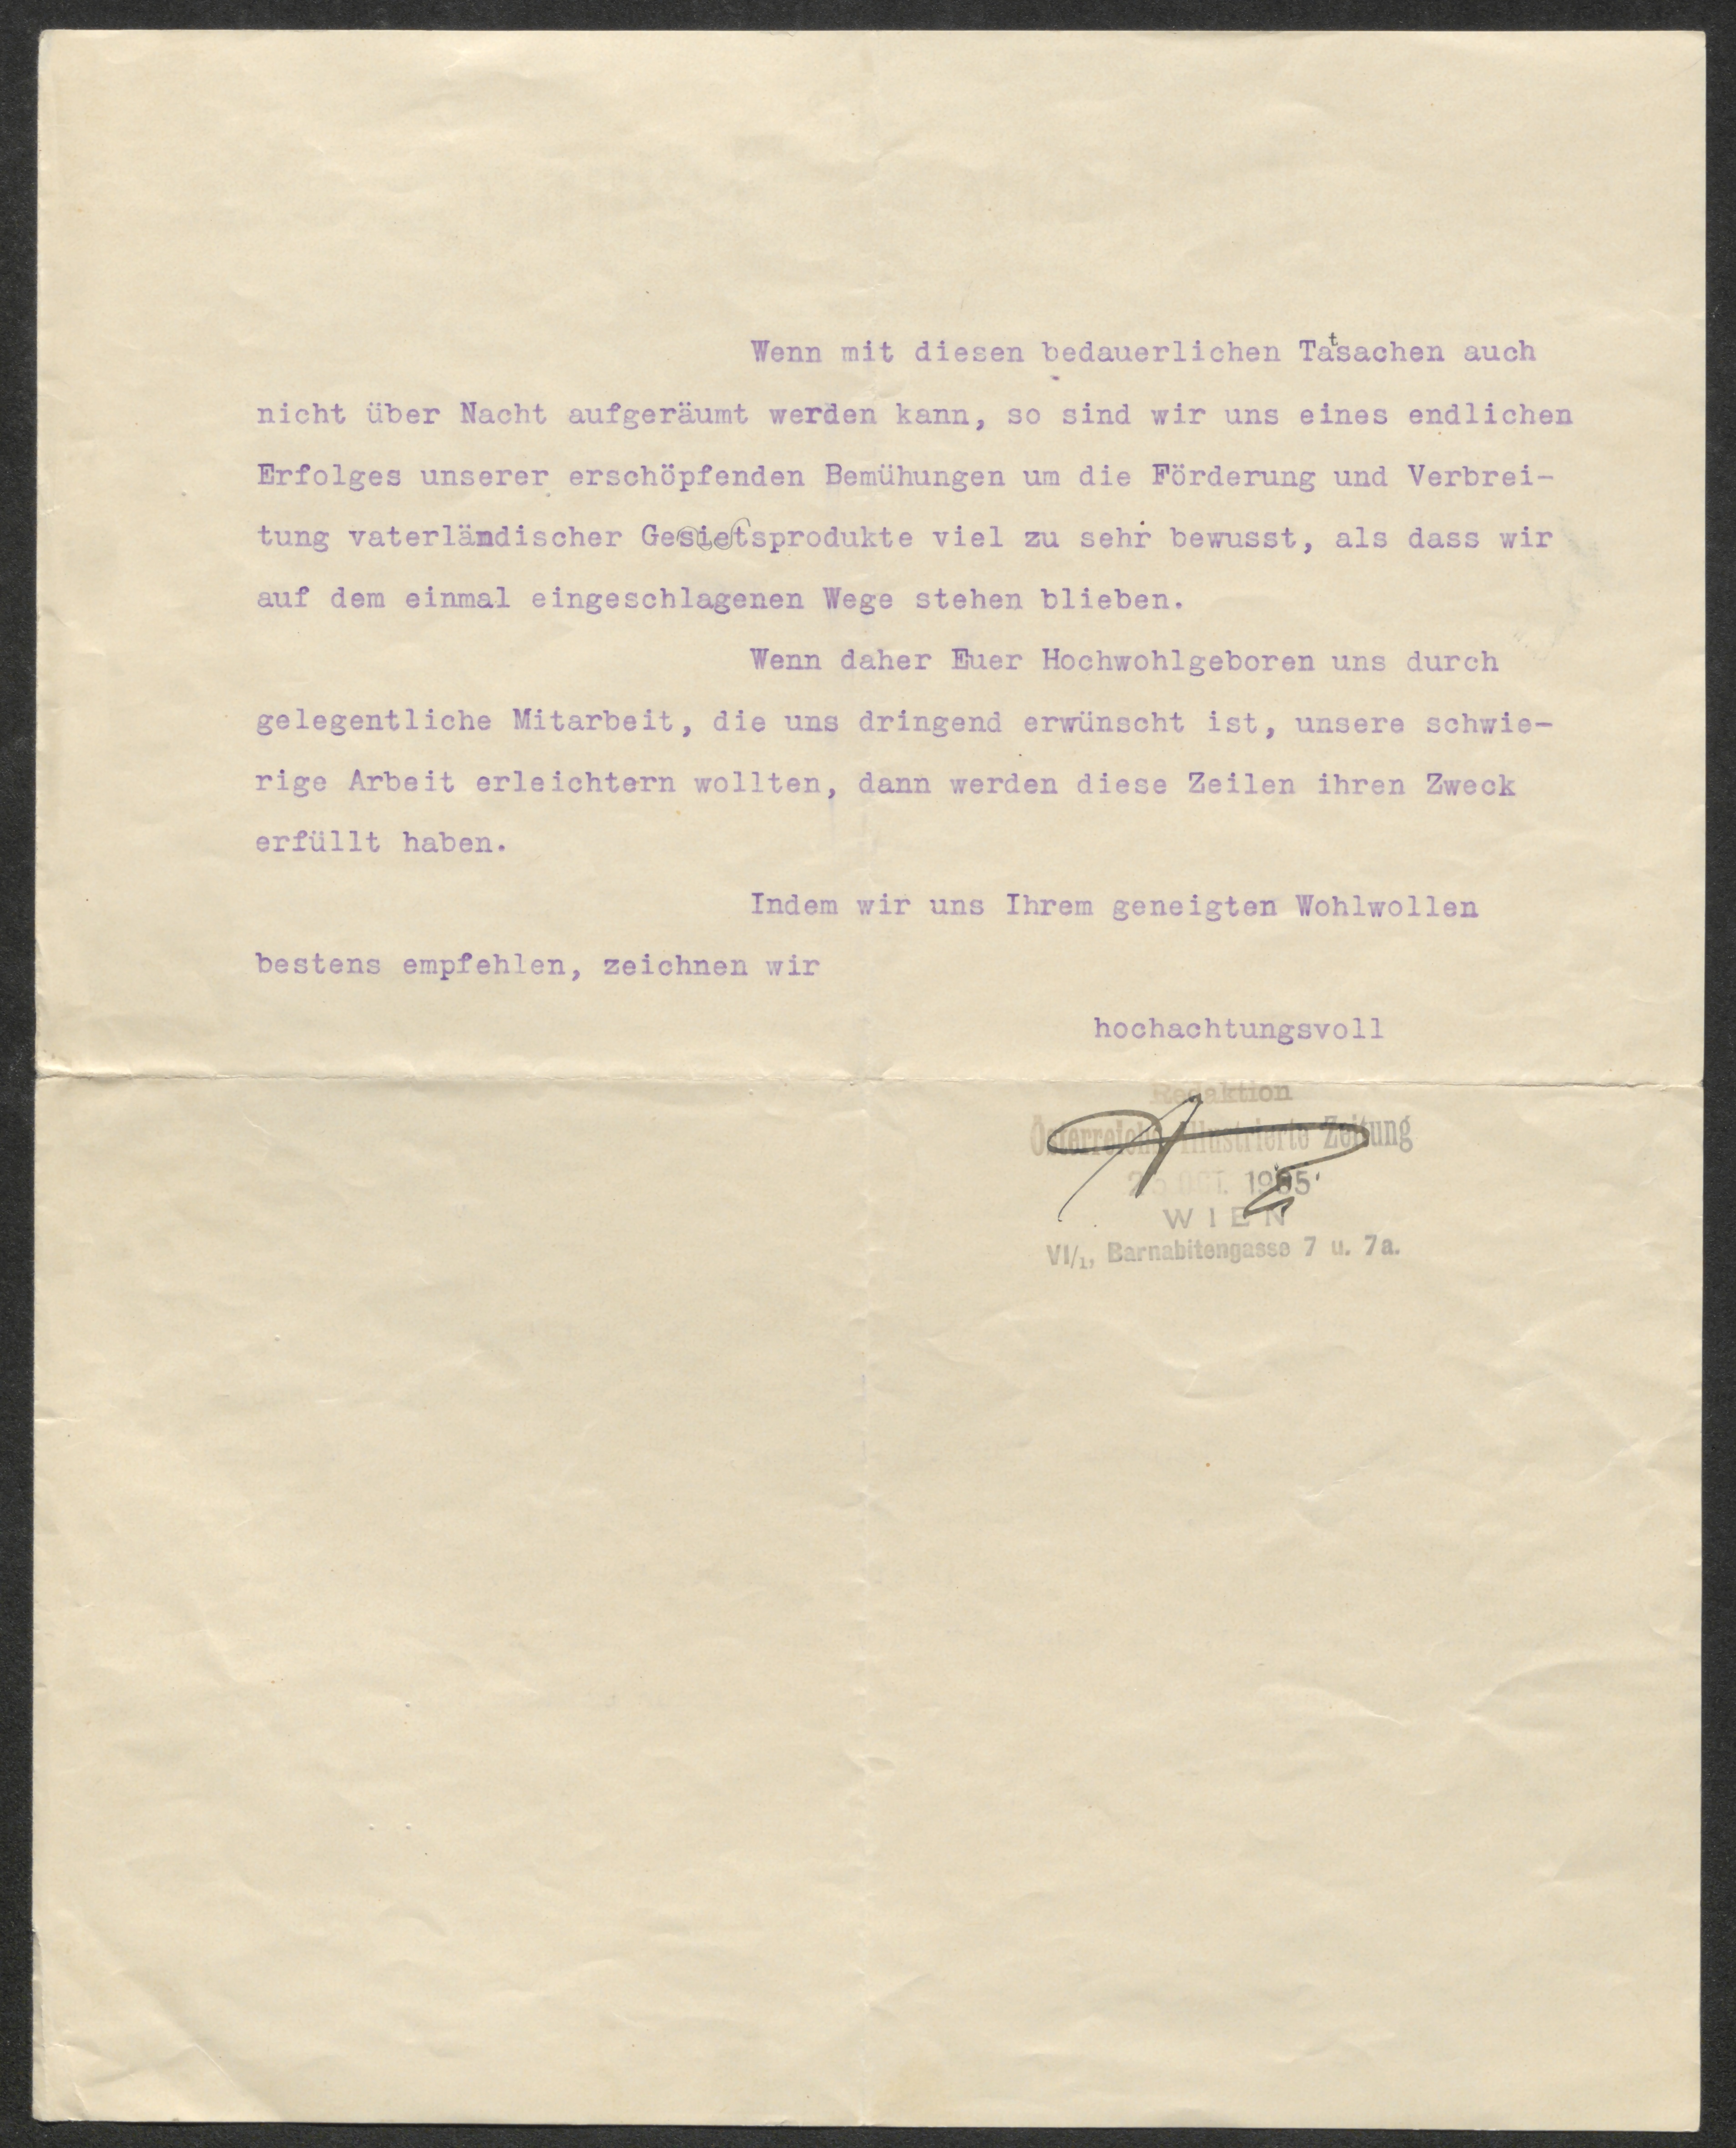 Wenn mit diesen bedauerlichen Tatsachen auch
nicht über Nacht aufgeräumt werden kann, so sind wir uns eines endlichen
Erfolges unserer erschöpfenden Bemühungen um die Förderung und Verbrei-
tung vaterländischer Gesietsprodukte viel zu sehr bewusst, als dass wir
auf dem einmal eingeschlagenen Wege stehen blieben.
Wenn daher Euer Hochwohlgeboren uns durch
gelegentliche Mitarbeit, die uns dringend erwünscht ist, unsere schwie-
rige Arbeit erleichtern wollten, dann werden diese Zeilen ihren Zweck
erfüllt haben.
Indem wir uns Ihrem geneigten Wohlwollen
bestens empfehlen, zeichnen wir
hochachtungsvoll
Redaktion
Illustrierte Zeitung
OCT.
WIEN
VI/1, Barnabitengasse 7 u. 7a.